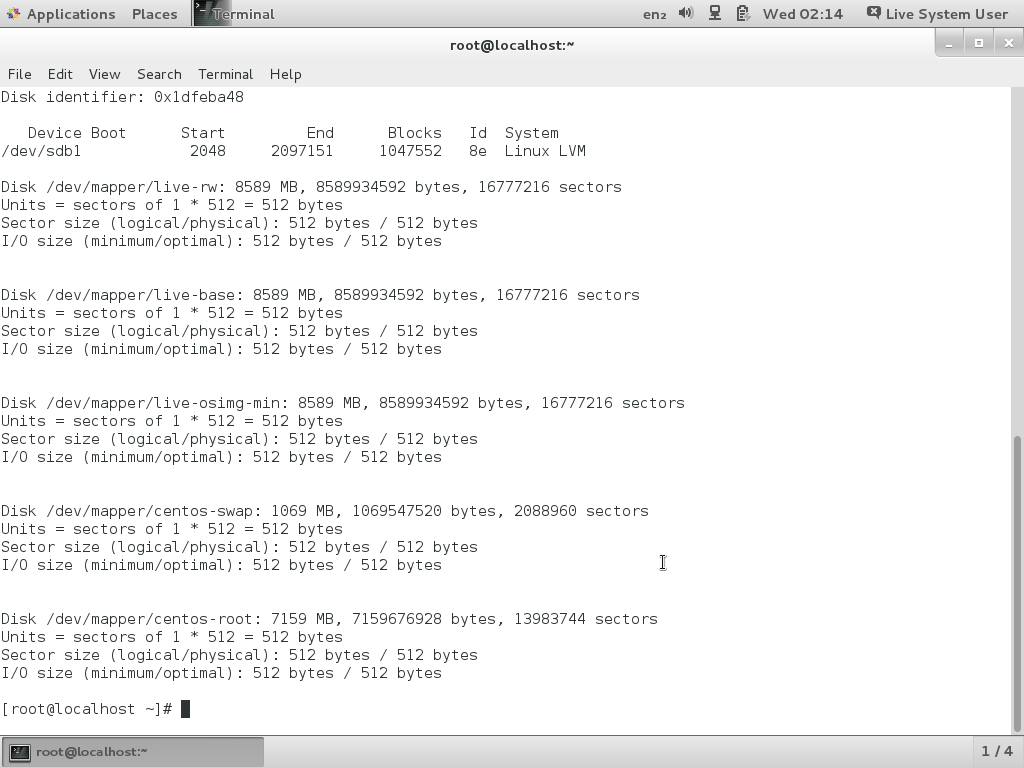 Applications Places Terminal en₂ Wed 02:14 Live System User
root@localhost:~
File Edit View Search Terminal Help
Disk identifier: 0x1dfeba48
   Device Boot      Start         End      Blocks   Id  System
/dev/sdb1            2048     2097151     1047552   8e  Linux LVM
Disk /dev/mapper/live-rw: 8589 MB, 8589934592 bytes, 16777216 sectors
Units = sectors of 1 * 512 = 512 bytes
Sector size (logical/physical): 512 bytes / 512 bytes
I/O size (minimum/optimal): 512 bytes / 512 bytes
Disk /dev/mapper/live-base: 8589 MB, 8589934592 bytes, 16777216 sectors
Units = sectors of 1 * 512 = 512 bytes
Sector size (logical/physical): 512 bytes / 512 bytes
I/O size (minimum/optimal): 512 bytes / 512 bytes
Disk /dev/mapper/live-osimg-min: 8589 MB, 8589934592 bytes, 16777216 sectors
Units = sectors of 1 * 512 = 512 bytes
Sector size (logical/physical): 512 bytes / 512 bytes
I/O size (minimum/optimal): 512 bytes / 512 bytes
Disk /dev/mapper/centos-swap: 1069 MB, 1069547520 bytes, 2088960 sectors
Units = sectors of 1 * 512 = 512 bytes
Sector size (logical/physical): 512 bytes / 512 bytes
I/O size (minimum/optimal): 512 bytes / 512 bytes
Disk /dev/mapper/centos-root: 7159 MB, 7159676928 bytes, 13983744 sectors
Units = sectors of 1 * 512 = 512 bytes
Sector size (logical/physical): 512 bytes / 512 bytes
I/O size (minimum/optimal): 512 bytes / 512 bytes
[root@localhost ~]#
root@localhost:~ 1 / 4